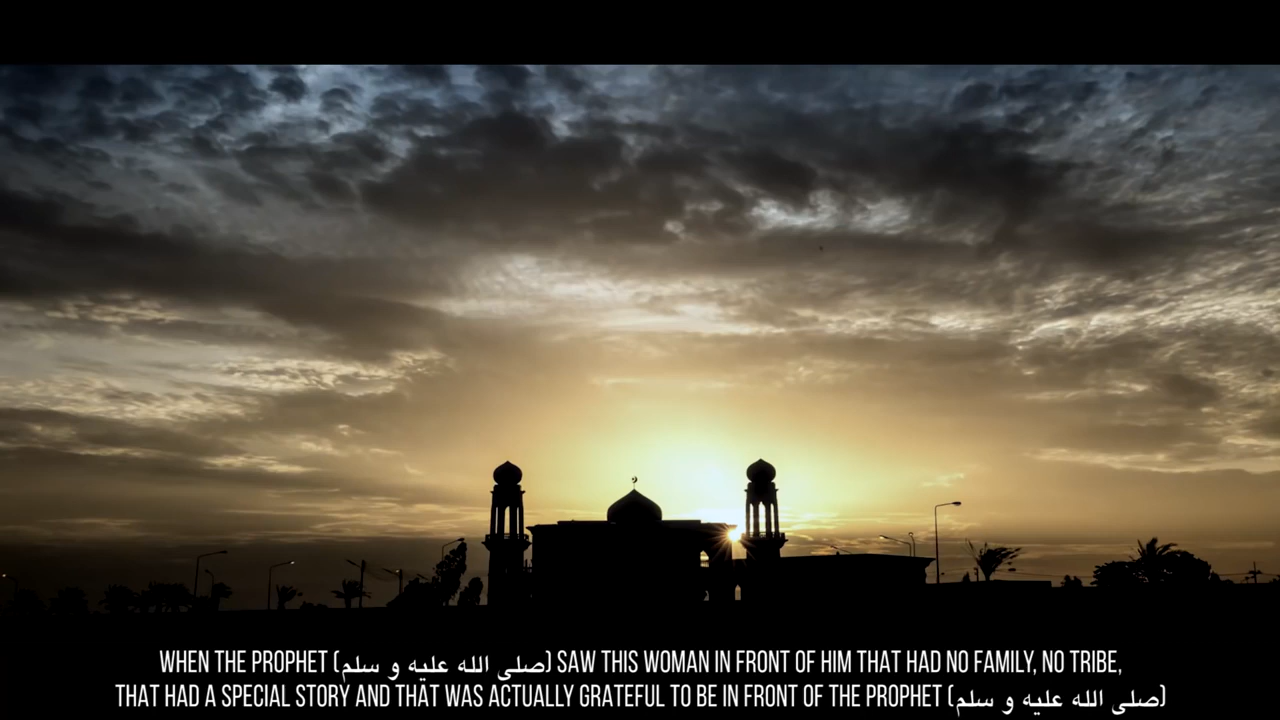 WHEN THE PROPHET (صلى الله عليه و سلم) SAW THIS WOMAN IN FRONT OF HIM THAT HAD NO FAMILY, NO TRIBE,
THAT HAD A SPECIAL STORY AND THAT WAS ACTUALLY GRATEFUL TO BE IN FRONT OF THE PROPHET (صلى الله عليه و سلم)